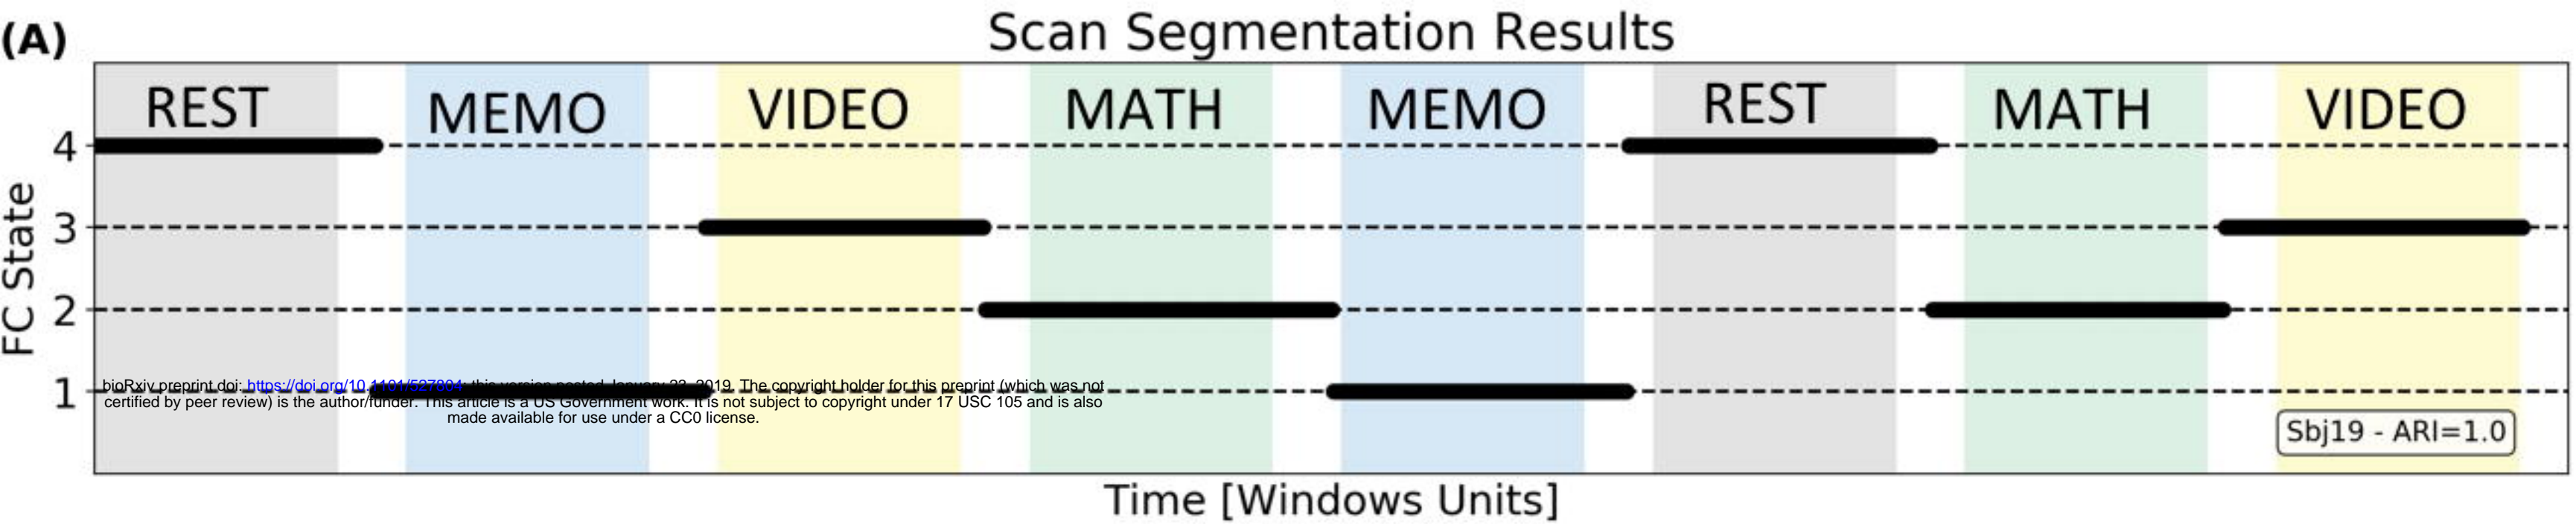 (A)
Scan Segmentation Results
REST MEMO VIDEO MATH MEMO REST MATH VIDEO
4
3
2
1
FC State
bioRxiv preprint doi: https://doi.org/10.1101/527804; this version posted January 23, 2019. The copyright holder for this preprint (which was not
certified by peer review) is the author/funder. This article is a US Government work. It is not subject to copyright under 17 USC 105 and is also
made available for use under a CC0 license.
Sbj19 - ARI=1.0
Time [Windows Units]